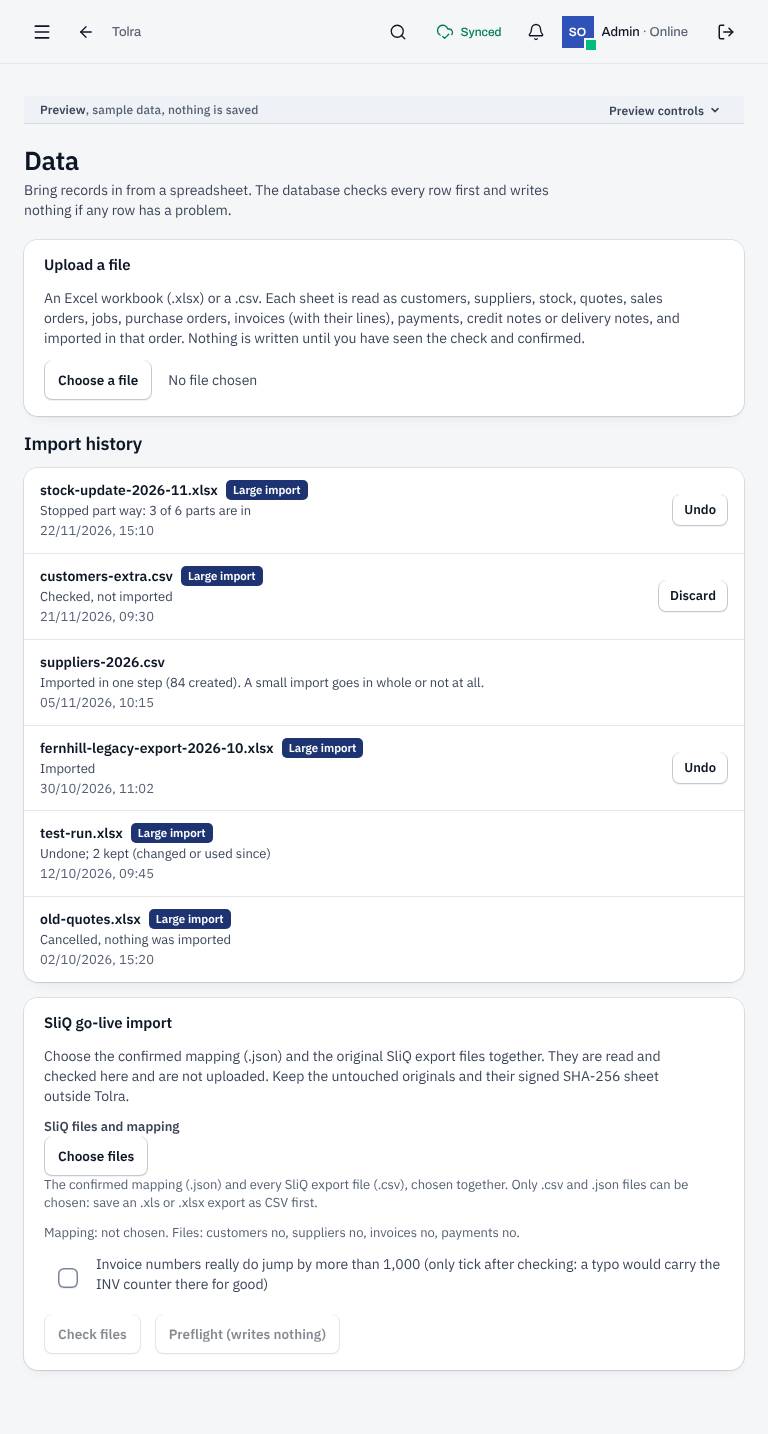 Tolra
Synced
SO
Admin · Online
Preview, sample data, nothing is saved
Preview controls
Data
Bring records in from a spreadsheet. The database checks every row first and writes
nothing if any row has a problem.
Upload a file
An Excel workbook (.xlsx) or a .csv. Each sheet is read as customers, suppliers, stock, quotes, sales
orders, jobs, purchase orders, invoices (with their lines), payments, credit notes or delivery notes, and
imported in that order. Nothing is written until you have seen the check and confirmed.
Choose a file
No file chosen
Import history
stock-update-2026-11.xlsx
Large import
Stopped part way: 3 of 6 parts are in
22/11/2026, 15:10
Undo
customers-extra.csv
Large import
Checked, not imported
21/11/2026, 09:30
Discard
suppliers-2026.csv
Imported in one step (84 created). A small import goes in whole or not at all.
05/11/2026, 10:15
fernhill-legacy-export-2026-10.xlsx
Large import
Imported
30/10/2026, 11:02
Undo
test-run.xlsx
Large import
Undone; 2 kept (changed or used since)
12/10/2026, 09:45
old-quotes.xlsx
Large import
Cancelled, nothing was imported
02/10/2026, 15:20
SliQ go-live import
Choose the confirmed mapping (.json) and the original SliQ export files together. They are read and
checked here and are not uploaded. Keep the untouched originals and their signed SHA-256 sheet
outside Tolra.
SliQ files and mapping
Choose files
The confirmed mapping (.json) and every SliQ export file (.csv), chosen together. Only .csv and .json files can be
chosen: save an .xls or .xlsx export as CSV first.
Mapping: not chosen. Files: customers no, suppliers no, invoices no, payments no.
Invoice numbers really do jump by more than 1,000 (only tick after checking: a typo would carry the
INV counter there for good)
Check files
Preflight (writes nothing)